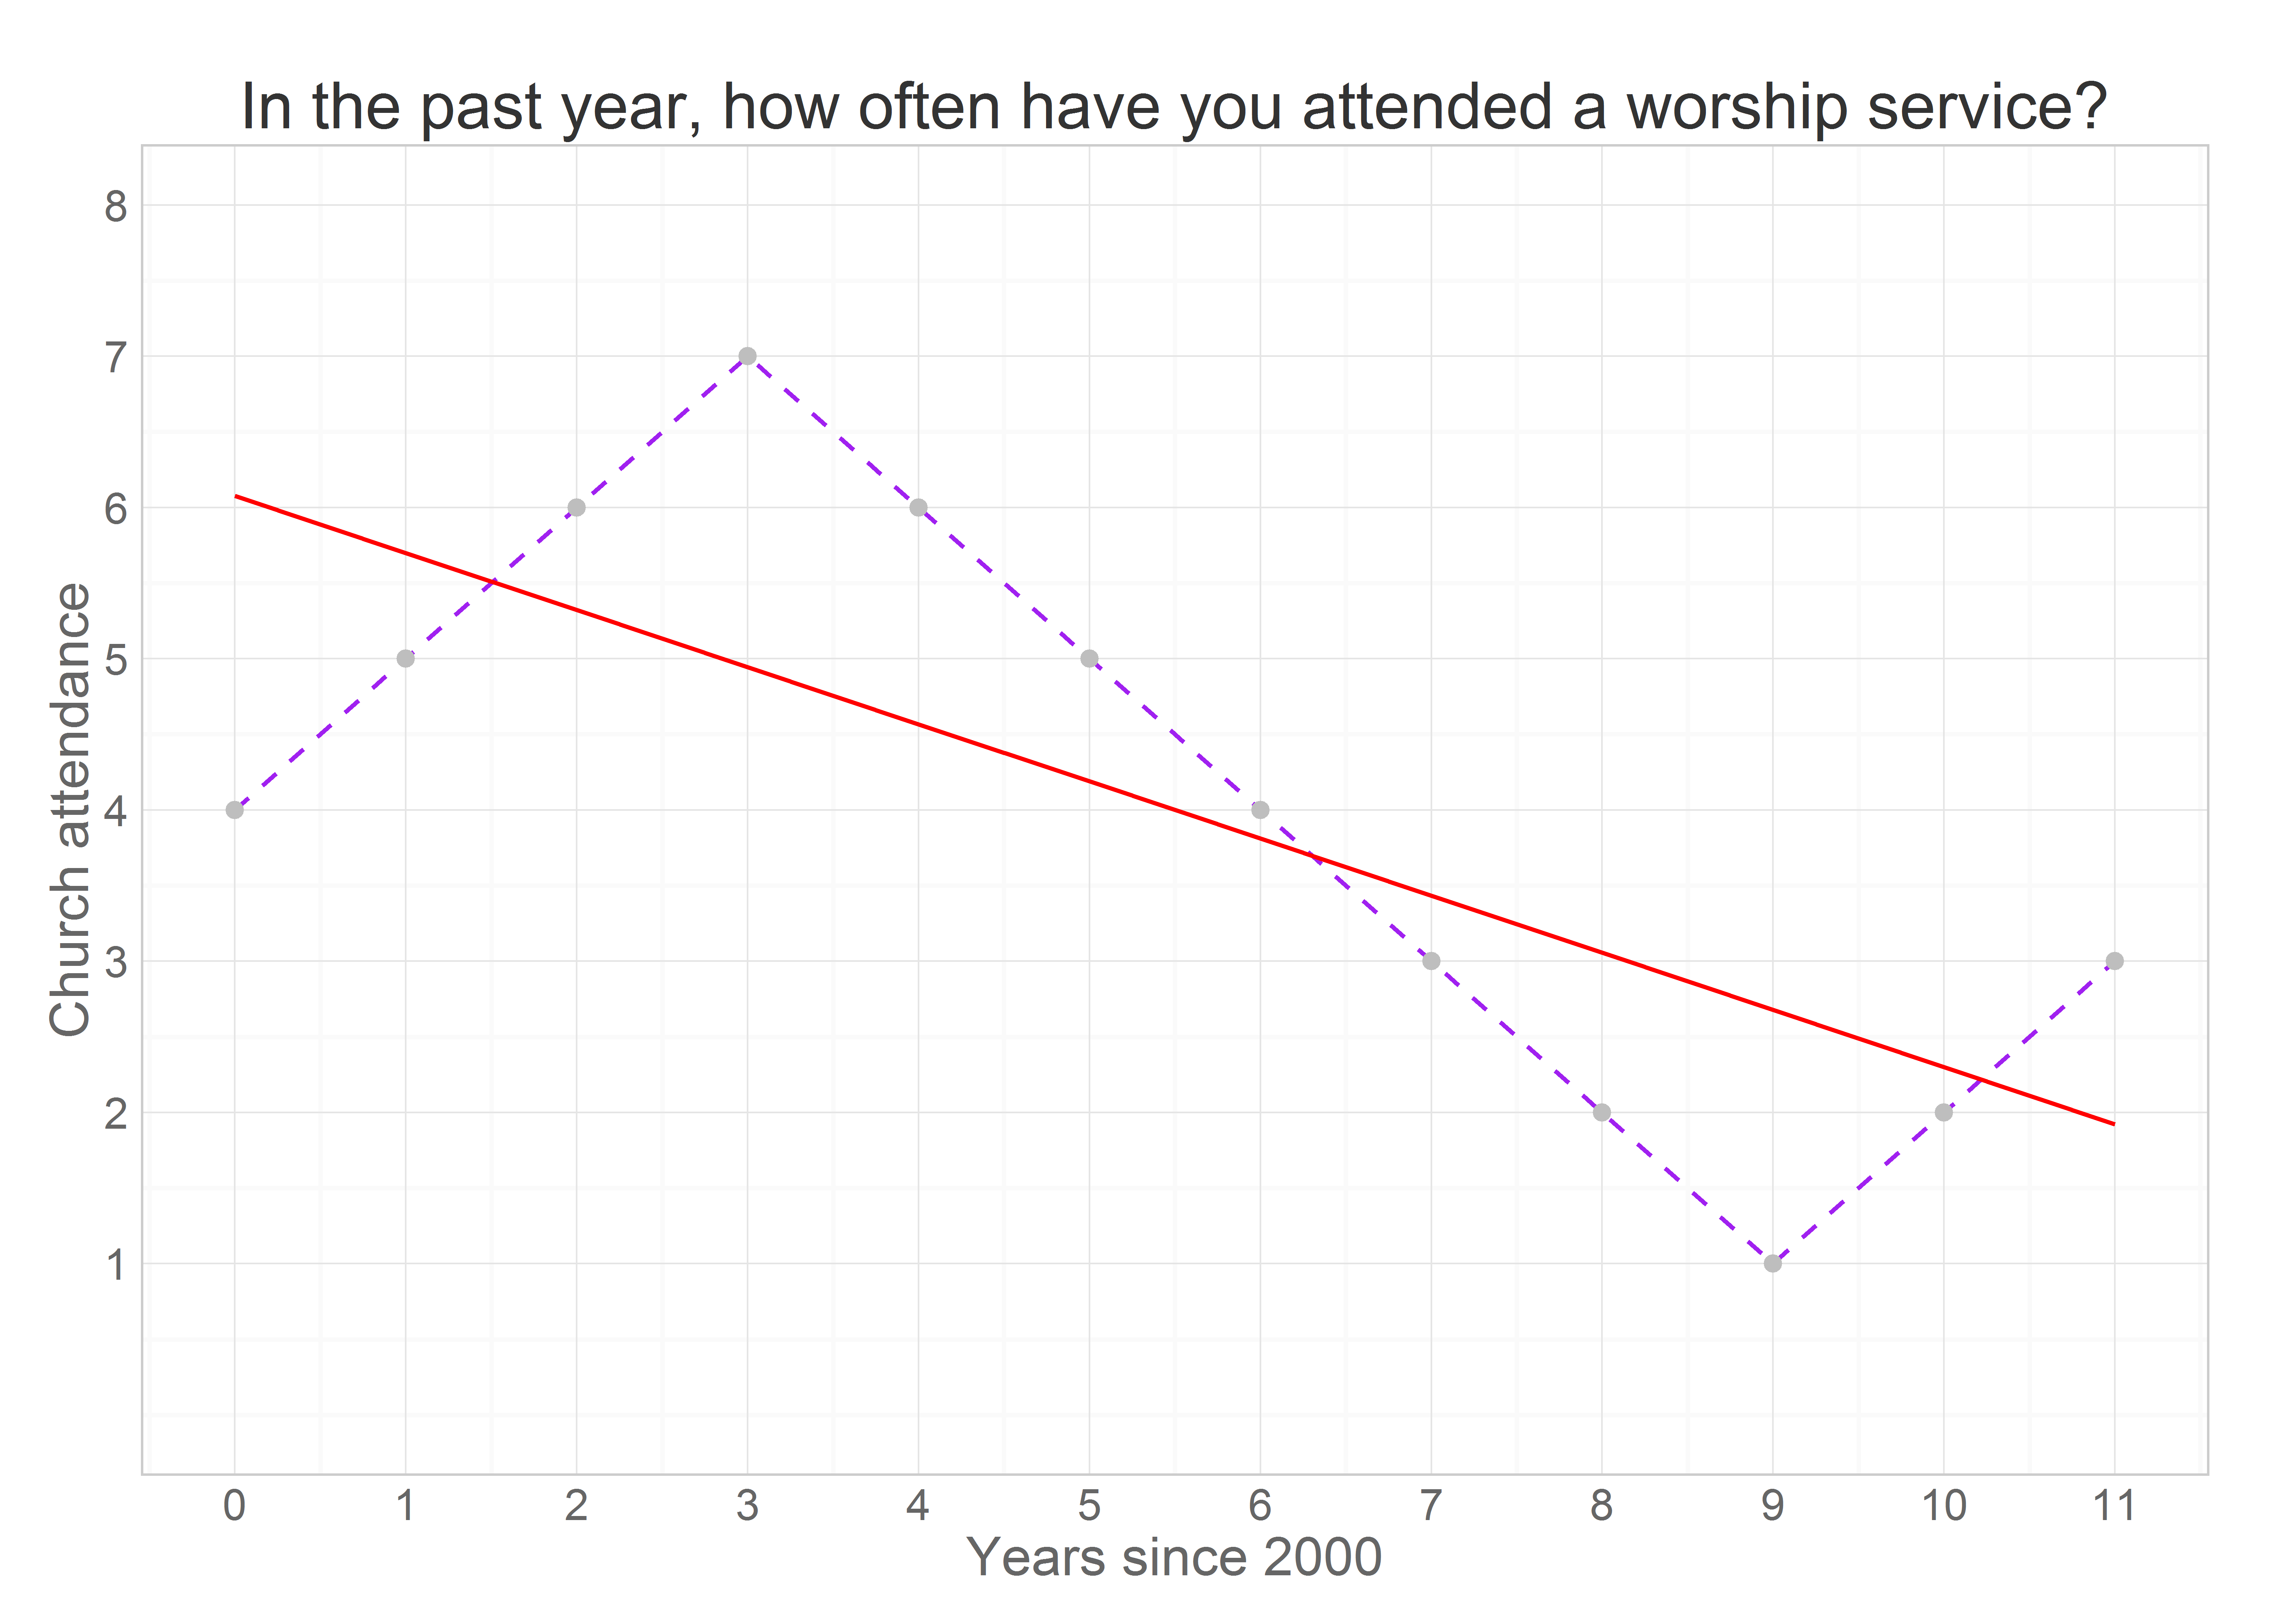 In the past year, how often have you attended a worship service?
Church attendance
8
7
6
5
4
3
2
1
0 1 2 3 4 5 6 7 8 9 10 11
Years since 2000